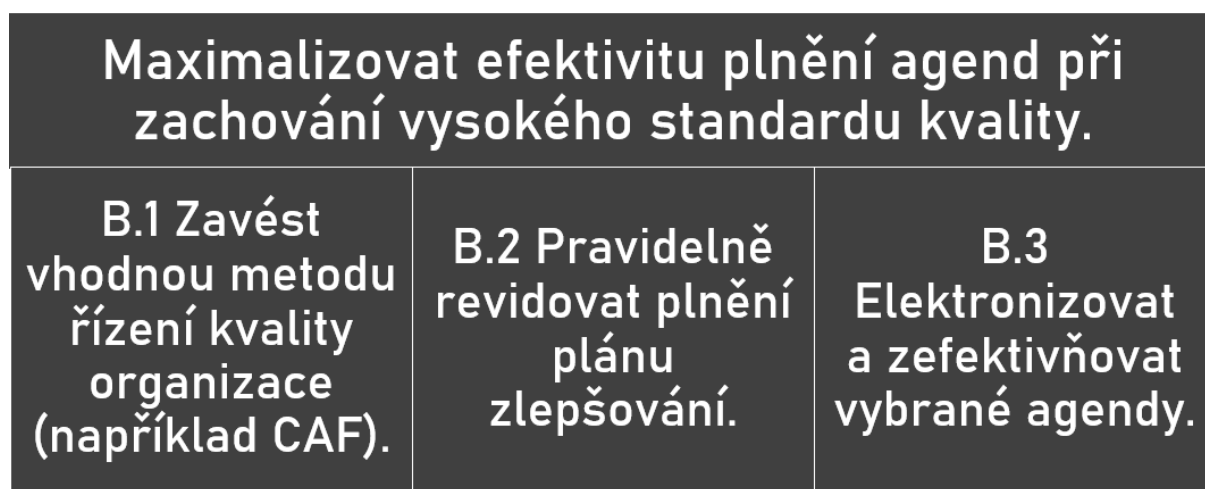 Maximalizovat efektivitu plnění agend při
zachování vysokého standardu kvality.
B.1 Zavést
vhodnou metodu
řízení kvality
organizace
(například CAF).
B.2 Pravidelně
revidovat plnění
plánu
zlepšování.
B.3
Elektronizovat
a zefektivňovat
vybrané agendy.